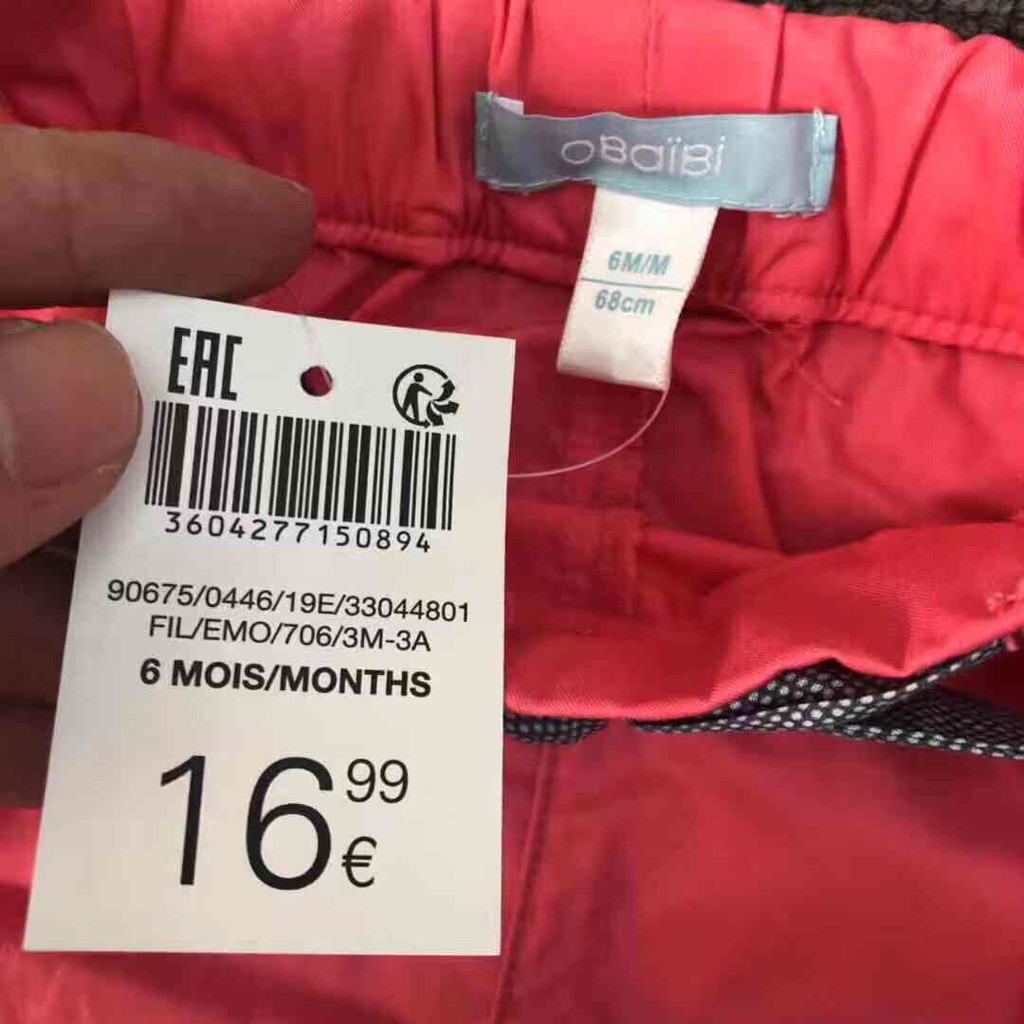 oBaïBi
6M/M
68cm
EAC
3604277150894
90675/0446/19E/33044801
FIL/EMO/706/3M-3A
6 MOIS/MONTHS
16 99 €